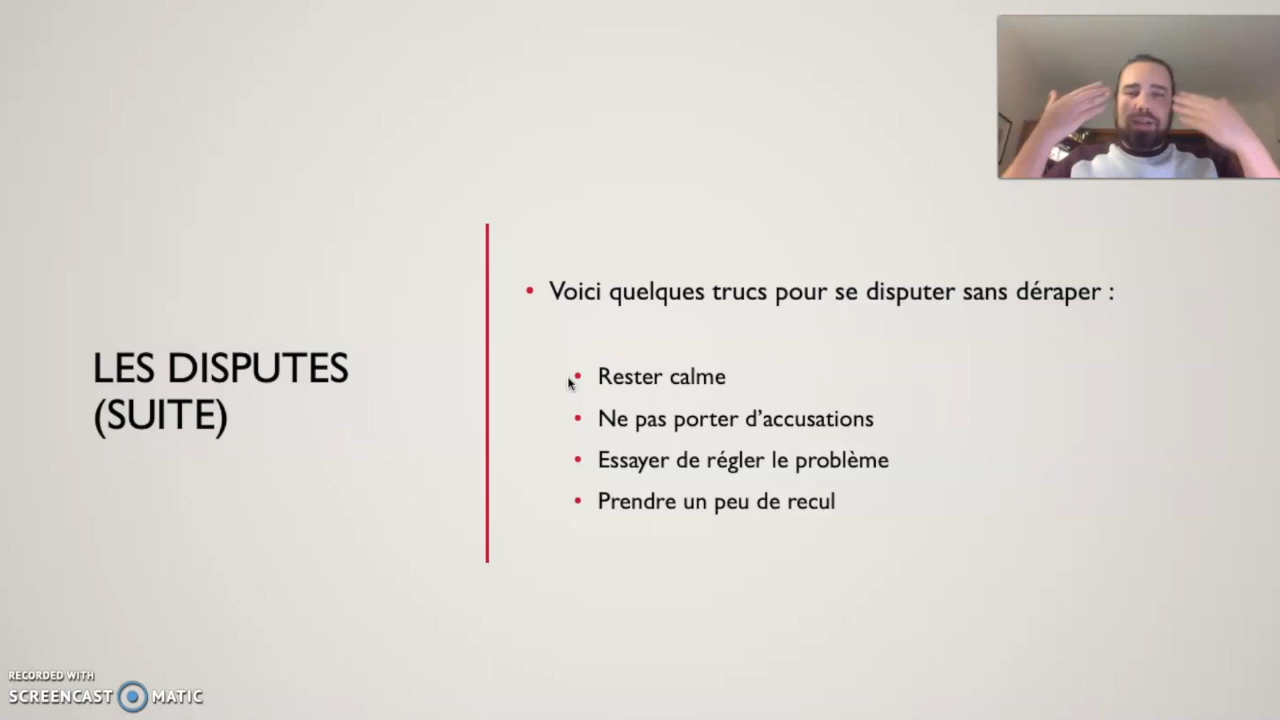 LES DISPUTES
(SUITE)
• Voici quelques trucs pour se disputer sans déraper :
• Rester calme
• Ne pas porter d’accusations
• Essayer de régler le problème
• Prendre un peu de recul
RECORDED WITH
SCREENCAST MATIC